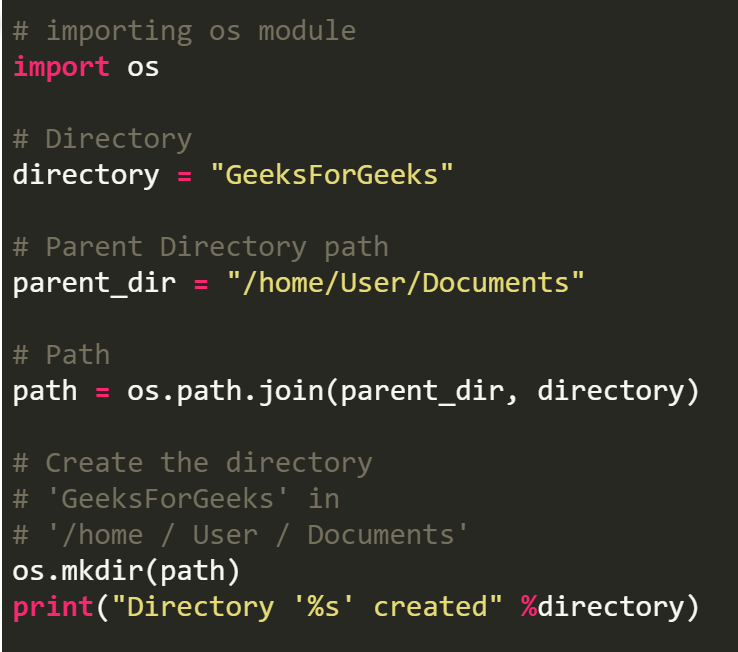 # importing os module
import os
# Directory
directory = "GeeksForGeeks"
# Parent Directory path
parent_dir = "/home/User/Documents"
# Path
path = os.path.join(parent_dir, directory)
# Create the directory
# 'GeeksForGeeks' in
# '/home / User / Documents'
os.mkdir(path)
print("Directory '%s' created" %directory)